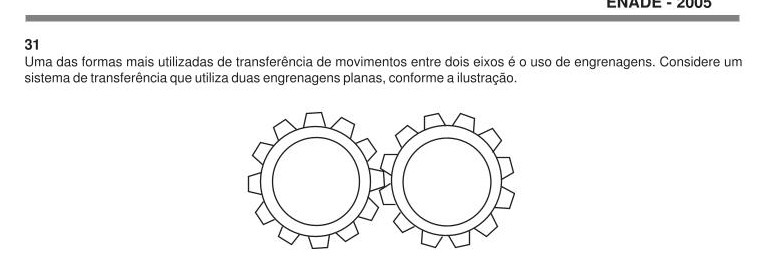 ENADE - 2005
31
Uma das formas mais utilizadas de transferência de movimentos entre dois eixos é o uso de engrenagens. Considere um
sistema de transferência que utiliza duas engrenagens planas, conforme a ilustração.